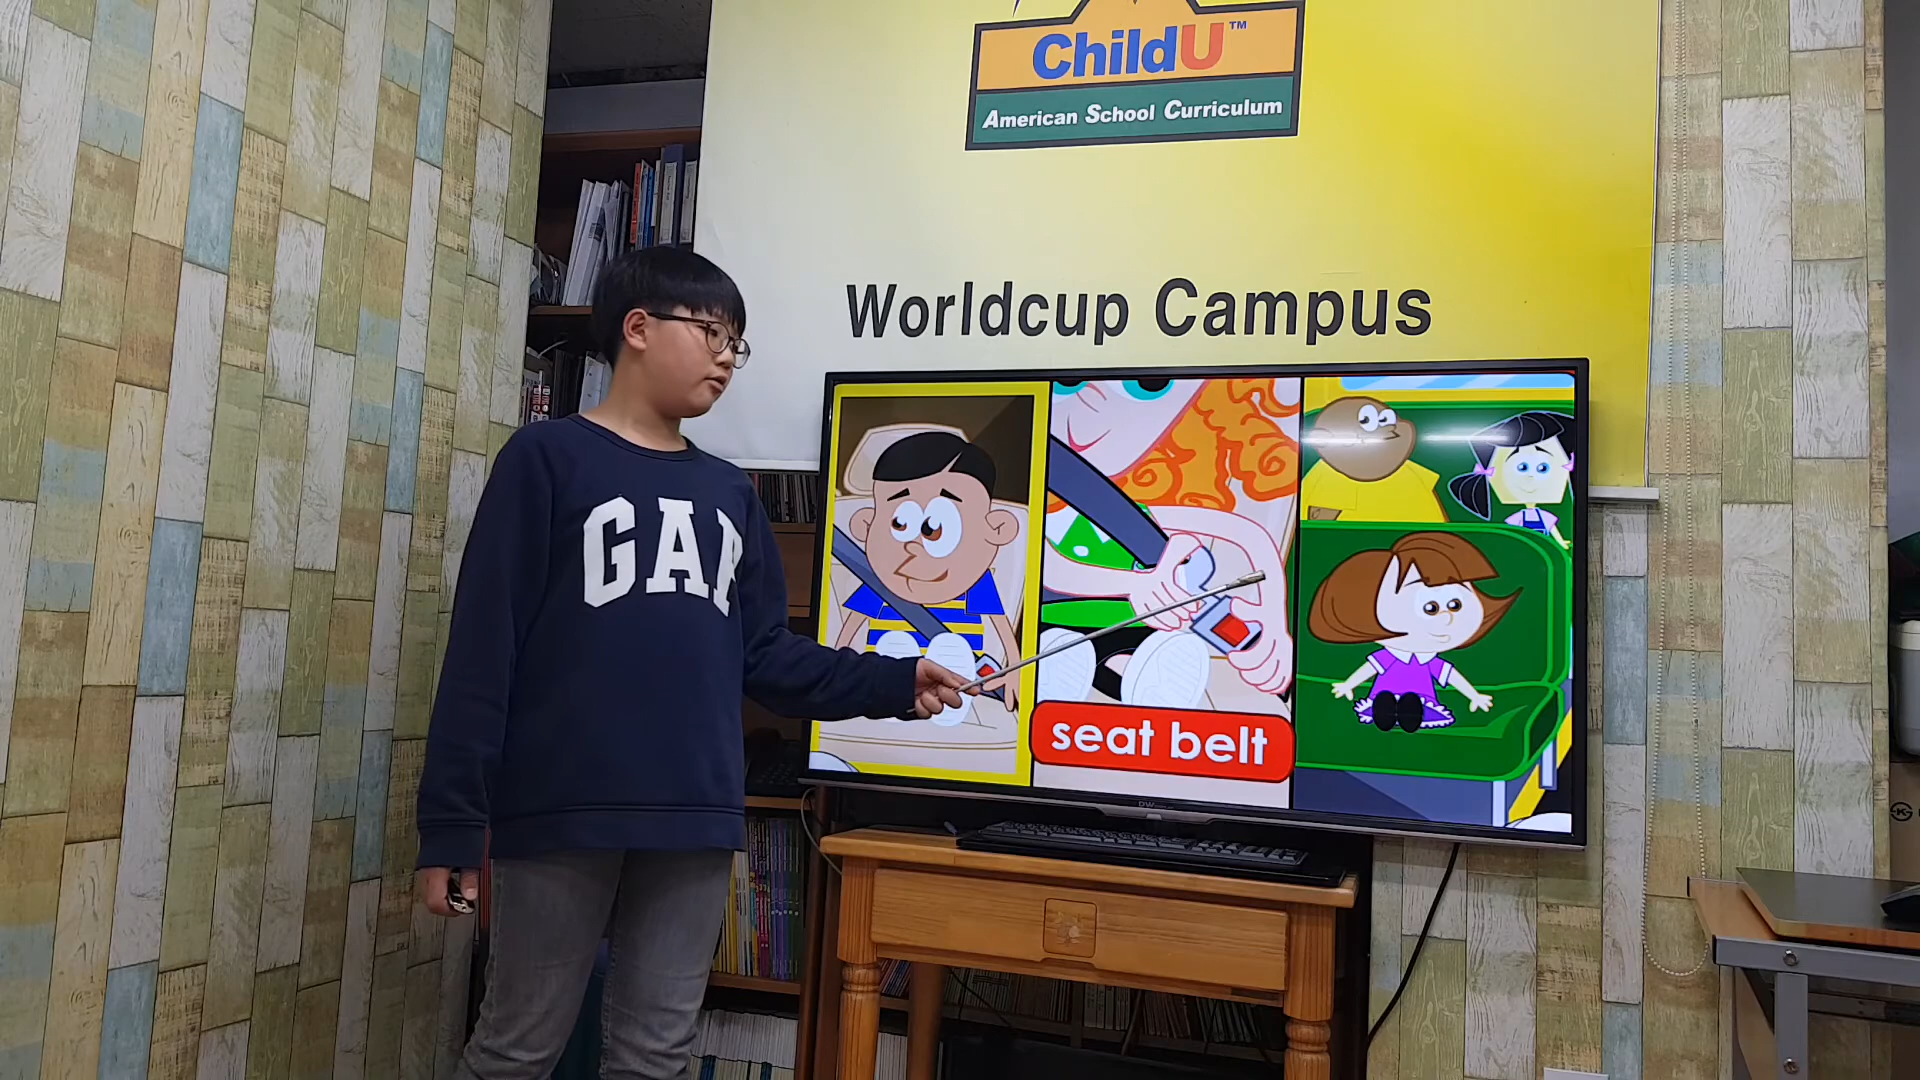 ChildU™
American School Curriculum
Worldcup Campus
GAP
seat belt